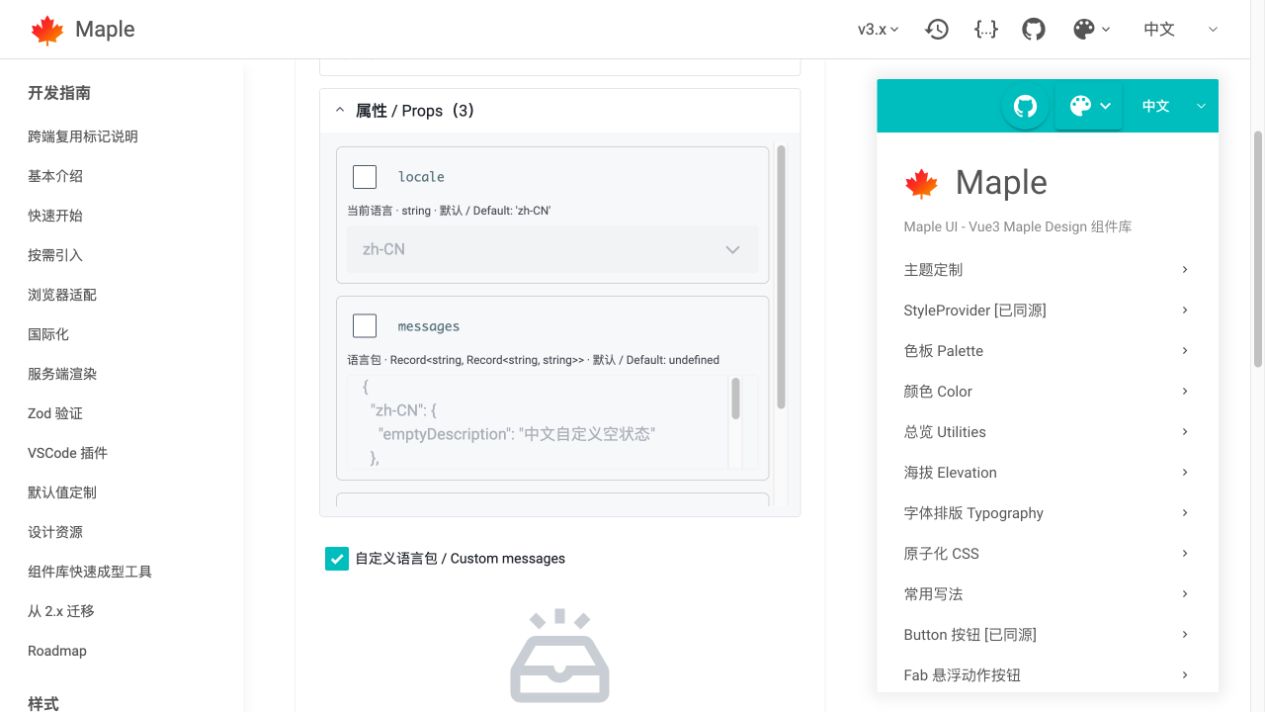 Maple
v3.x
{...}
中文
开发指南
跨端复用标记说明
基本介绍
快速开始
按需引入
浏览器适配
国际化
服务端渲染
Zod 验证
VSCode 插件
默认值定制
设计资源
组件库快速成型工具
从 2.x 迁移
Roadmap
样式
属性 / Props（3）
locale
当前语言 · string · 默认 / Default: 'zh-CN'
zh-CN
messages
语言包 · Record<string, Record<string, string>> · 默认 / Default: undefined
{
"zh-CN": {
"emptyDescription": "中文自定义空状态"
},
自定义语言包 / Custom messages
中文
Maple
Maple UI - Vue3 Maple Design 组件库
主题定制
StyleProvider [已同源]
色板 Palette
颜色 Color
总览 Utilities
海拔 Elevation
字体排版 Typography
原子化 CSS
常用写法
Button 按钮 [已同源]
Fab 悬浮动作按钮